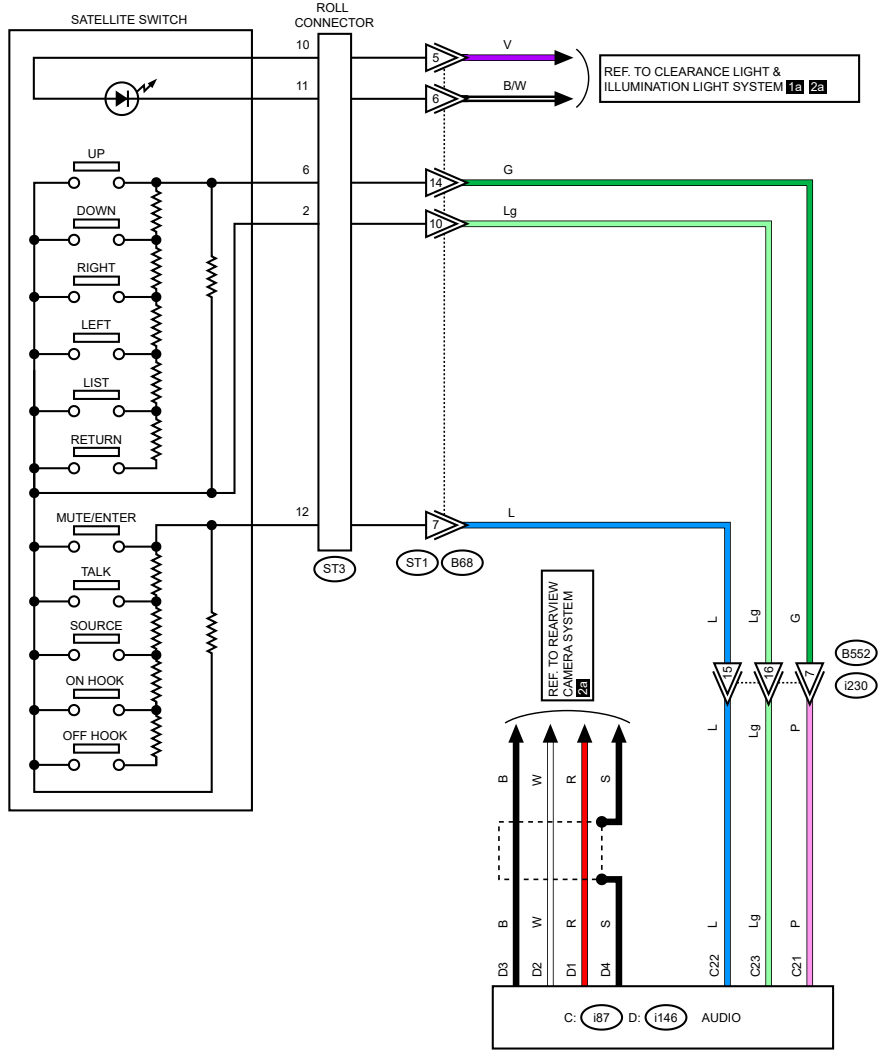 SATELLITE SWITCH
ROLL
CONNECTOR
10
5
V
11
6
B/W
REF. TO CLEARANCE LIGHT &
ILLUMINATION LIGHT SYSTEM 1a 2a
UP
6
14
G
2
10
Lg
DOWN
RIGHT
LEFT
LIST
RETURN
MUTE/ENTER
12
7
L
TALK
SOURCE
ON HOOK
OFF HOOK
ST3
ST1
B68
REF. TO REARVIEW
CAMERA SYSTEM
2a
L
Lg
G
15
16
7
B552
i230
L
Lg
P
B
W
R
S
B
W
R
S
L
Lg
P
D3
D2
D1
D4
C22
C23
C21
C: i87 D: i146 AUDIO